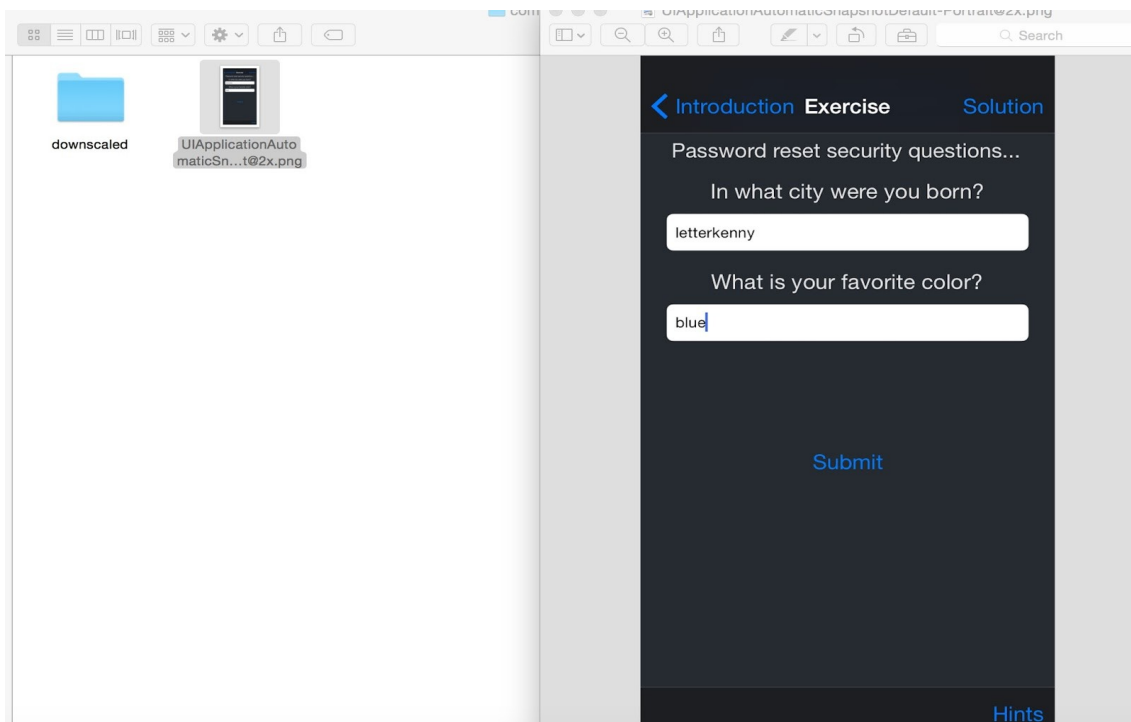 com
UIApplicationAutomaticSnapshotDefault-Portrait@2x.png
Search
downscaled
UIApplicationAuto
maticSn...t@2x.png
Introduction Exercise Solution
Password reset security questions...
In what city were you born?
letterkenny
What is your favorite color?
blue
Submit
Hints